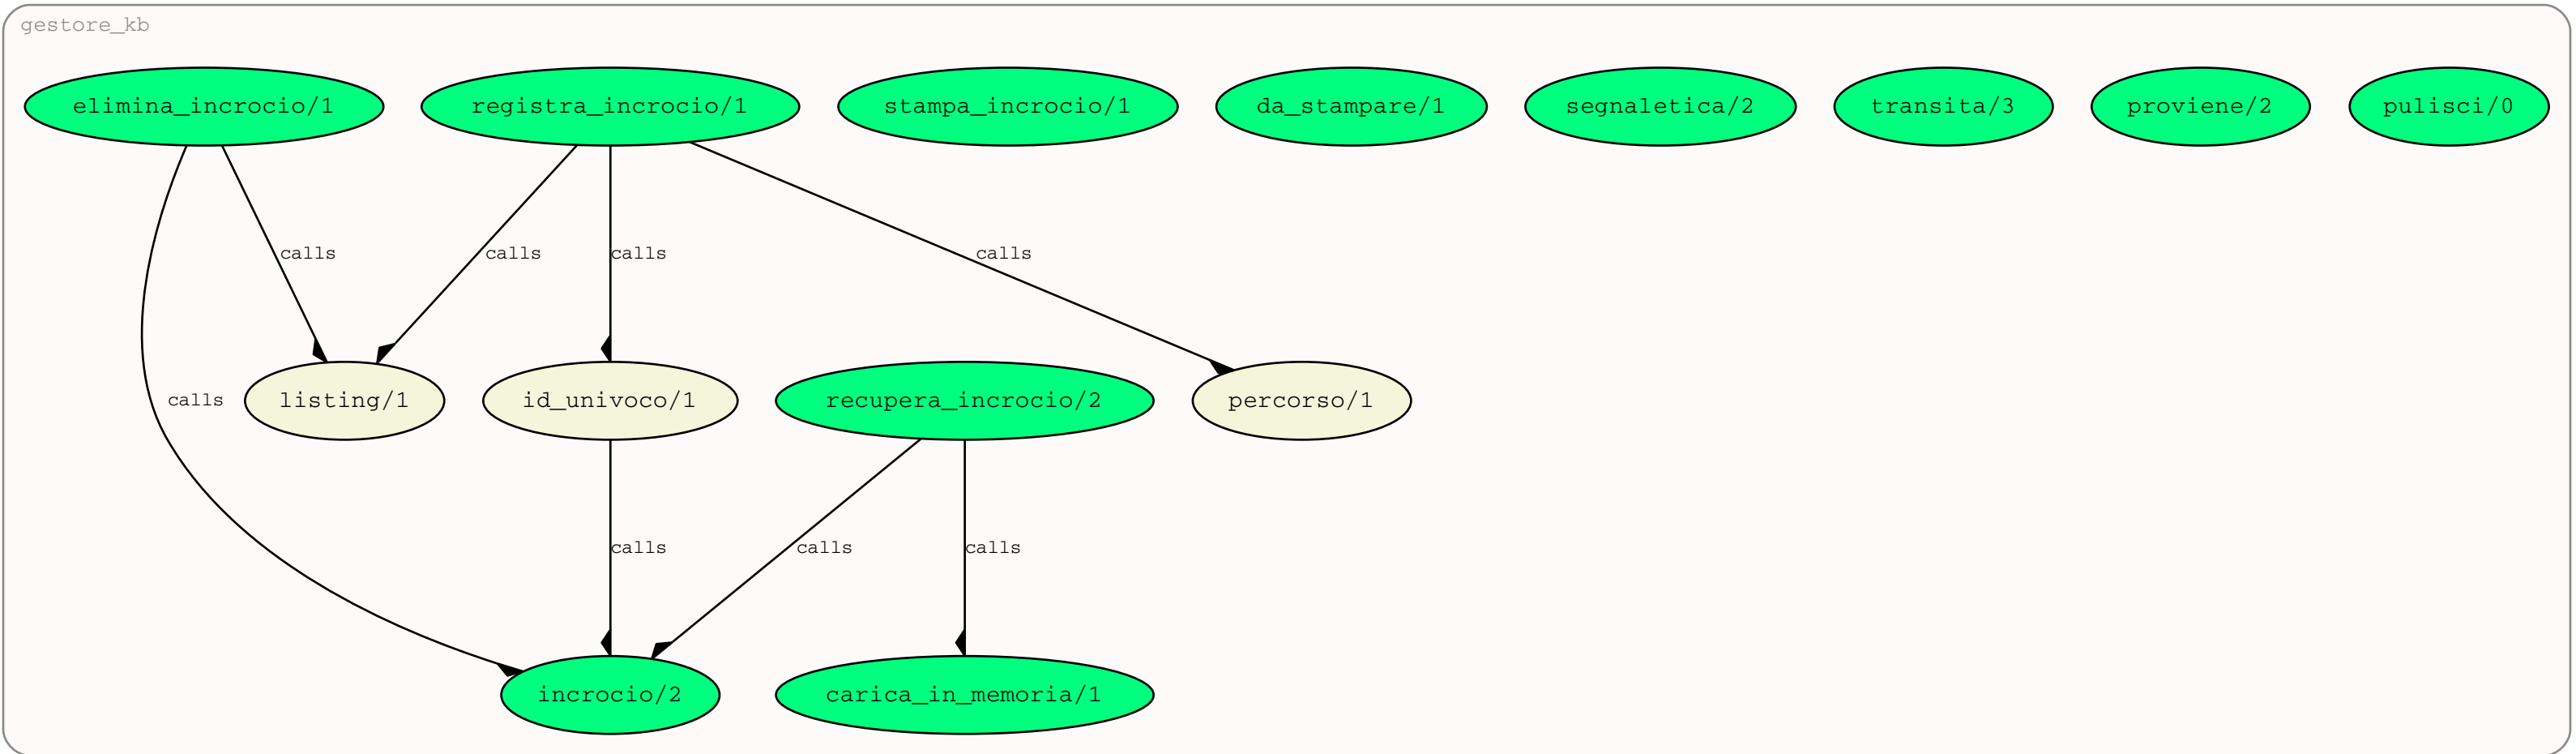 gestore_kb
elimina_incrocio/1
registra_incrocio/1
stampa_incrocio/1
da_stampare/1
segnaletica/2
transita/3
proviene/2
pulisci/0
calls
calls
calls
calls
calls
listing/1
id_univoco/1
recupera_incrocio/2
percorso/1
calls
calls
calls
incrocio/2
carica_in_memoria/1